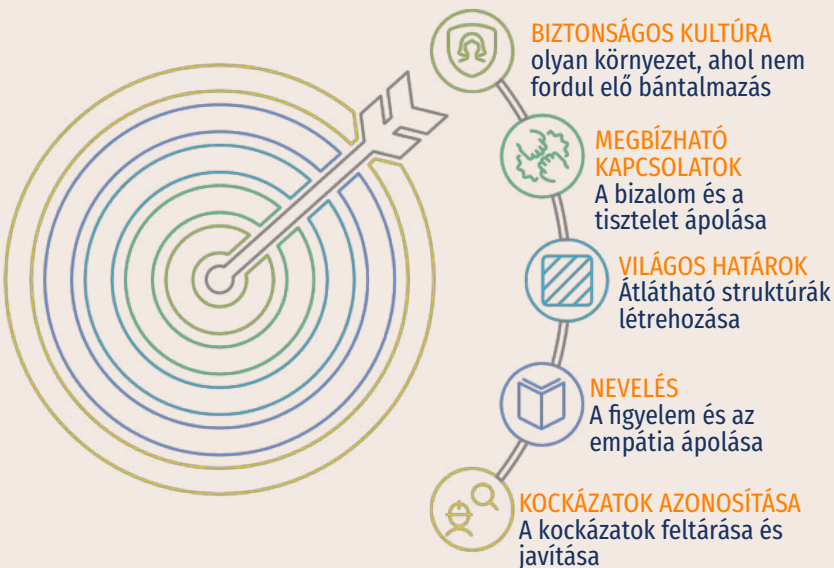 BIZTONSÁGOS KULTÚRA
olyan környezet, ahol nem
fordul elő bántalmazás
MEGBÍZHATÓ
KAPCSOLATOK
A bizalom és a
tisztelet ápolása
VILÁGOS HATÁROK
Átlátható struktúrák
létrehozása
NEVELÉS
A figyelem és az
empátia ápolása
KOCKÁZATOK AZONOSÍTÁSA
A kockázatok feltárása és
javítása